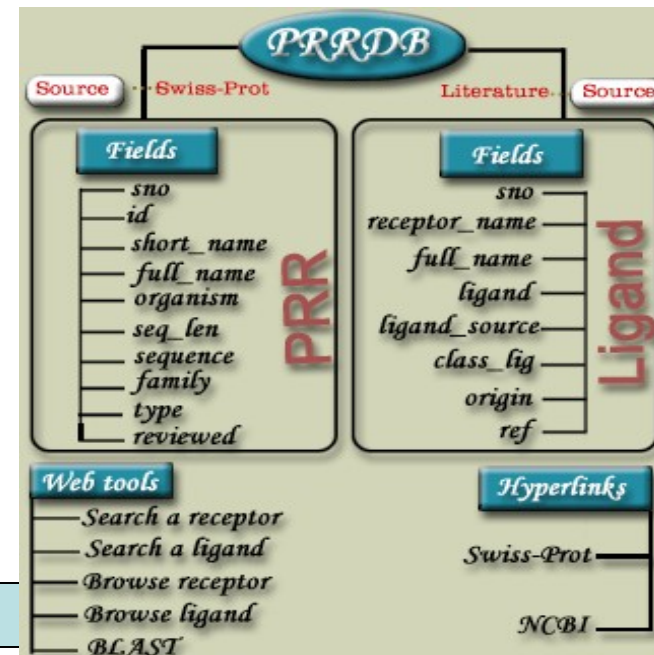 PRRDB
Source Swiss-Prot
Literature Source
Fields
sno
id
short_name
full_name
organism
seq_len
sequence
family
type
reviewed
PRR
Fields
sno
receptor_name
full_name
ligand
ligand_source
class_lig
origin
ref
Ligand
Web tools
Search a receptor
Search a ligand
Browse receptor
Browse ligand
BLAST
Hyperlinks
Swiss-Prot
NCBI